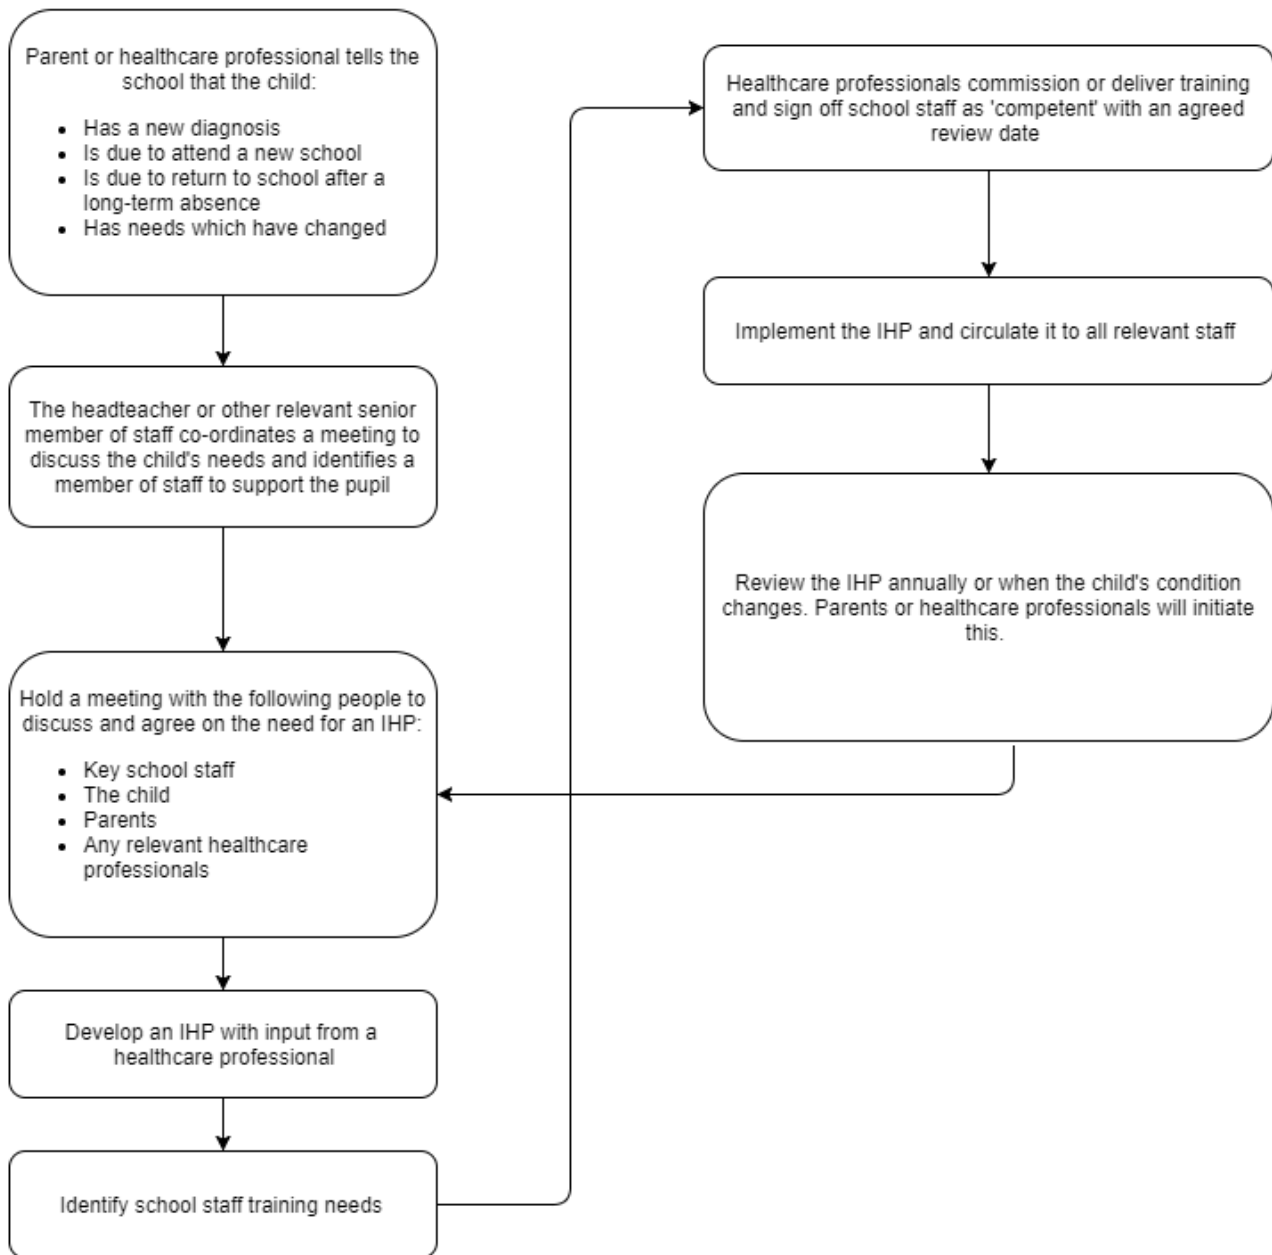 Parent or healthcare professional tells the
school that the child:
• Has a new diagnosis
• Is due to attend a new school
• Is due to return to school after a
long-term absence
• Has needs which have changed
The headteacher or other relevant senior
member of staff co-ordinates a meeting to
discuss the child's needs and identifies a
member of staff to support the pupil
Hold a meeting with the following people to
discuss and agree on the need for an IHP:
• Key school staff
• The child
• Parents
• Any relevant healthcare
professionals
Develop an IHP with input from a
healthcare professional
Identify school staff training needs
Healthcare professionals commission or deliver training
and sign off school staff as 'competent' with an agreed
review date
Implement the IHP and circulate it to all relevant staff
Review the IHP annually or when the child's condition
changes. Parents or healthcare professionals will initiate
this.